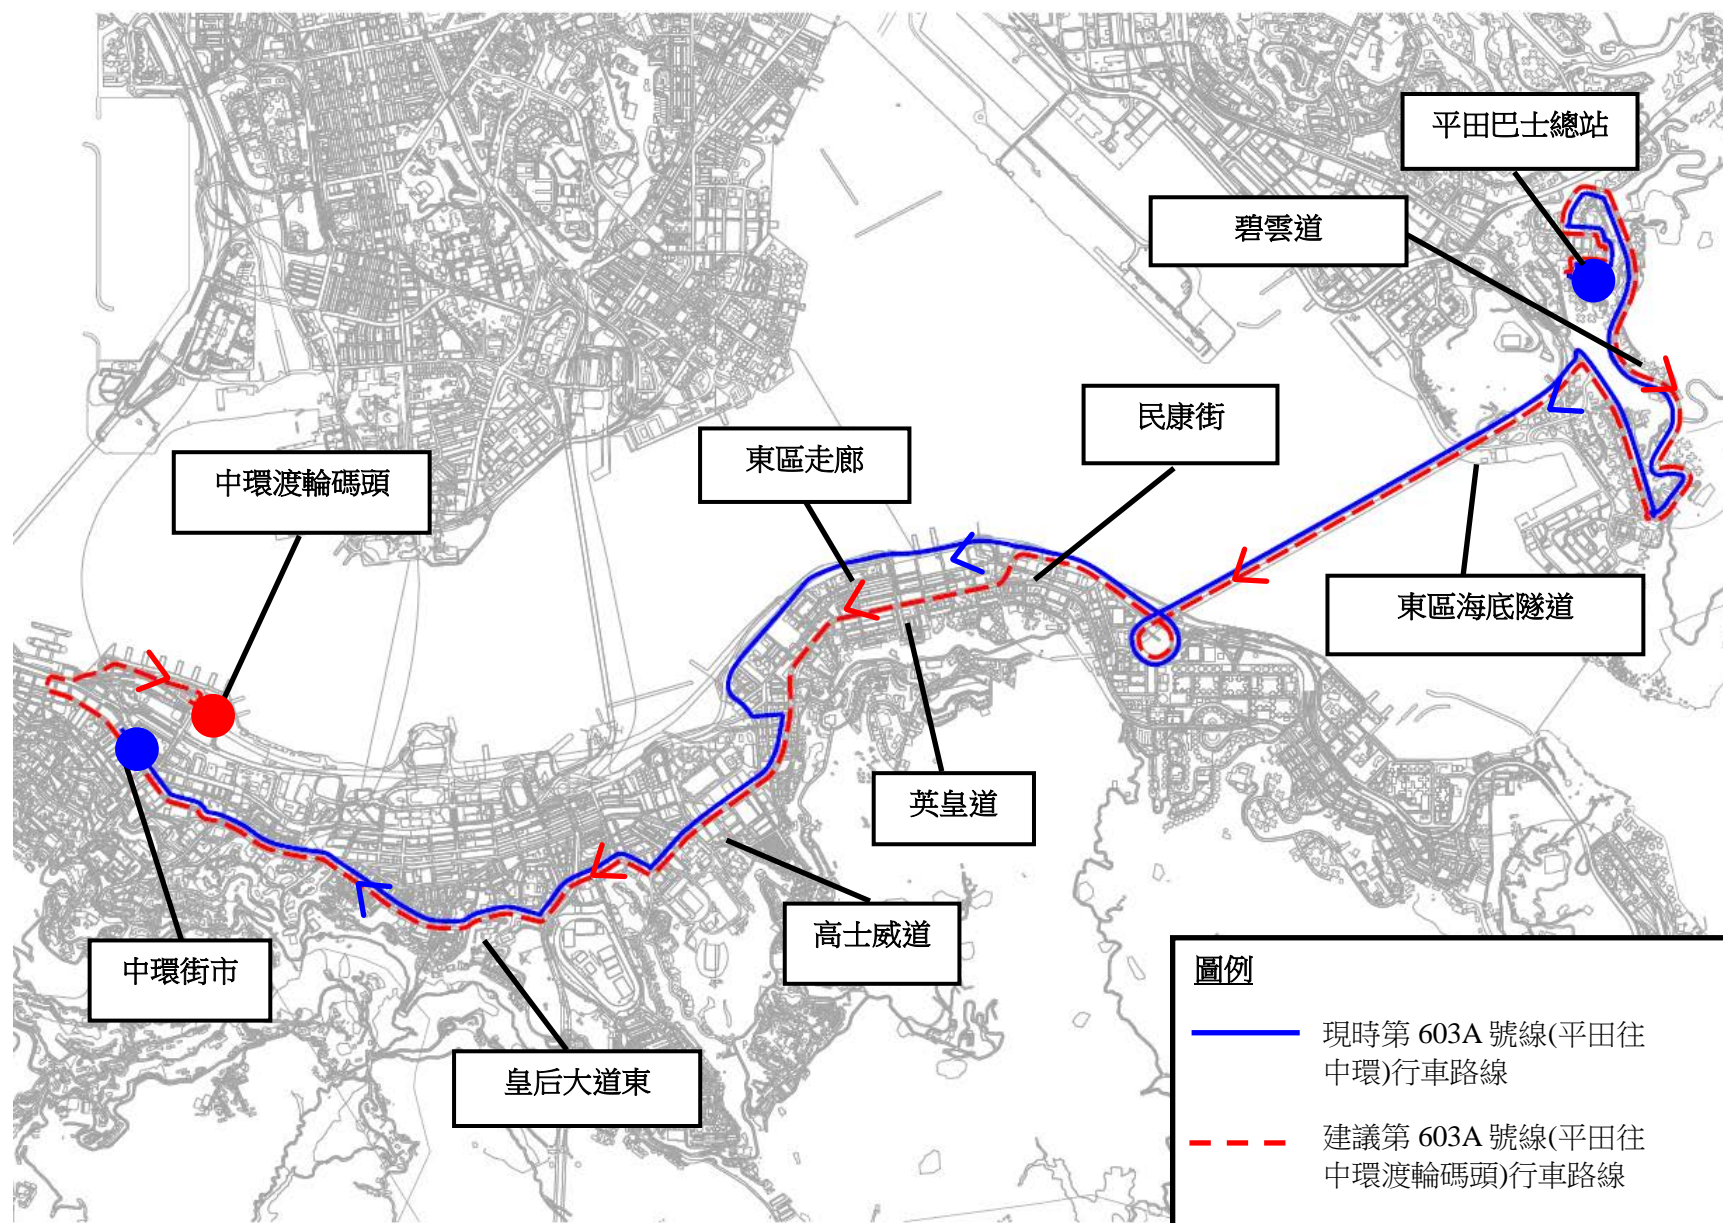 平田巴士總站
碧雲道
民康街
東區走廊
中環渡輪碼頭
東區海底隧道
英皇道
高士威道
中環街市
皇后大道東
圖例
現時第 603A 號線(平田往
中環)行車路線
建議第 603A 號線(平田往
中環渡輪碼頭)行車路線